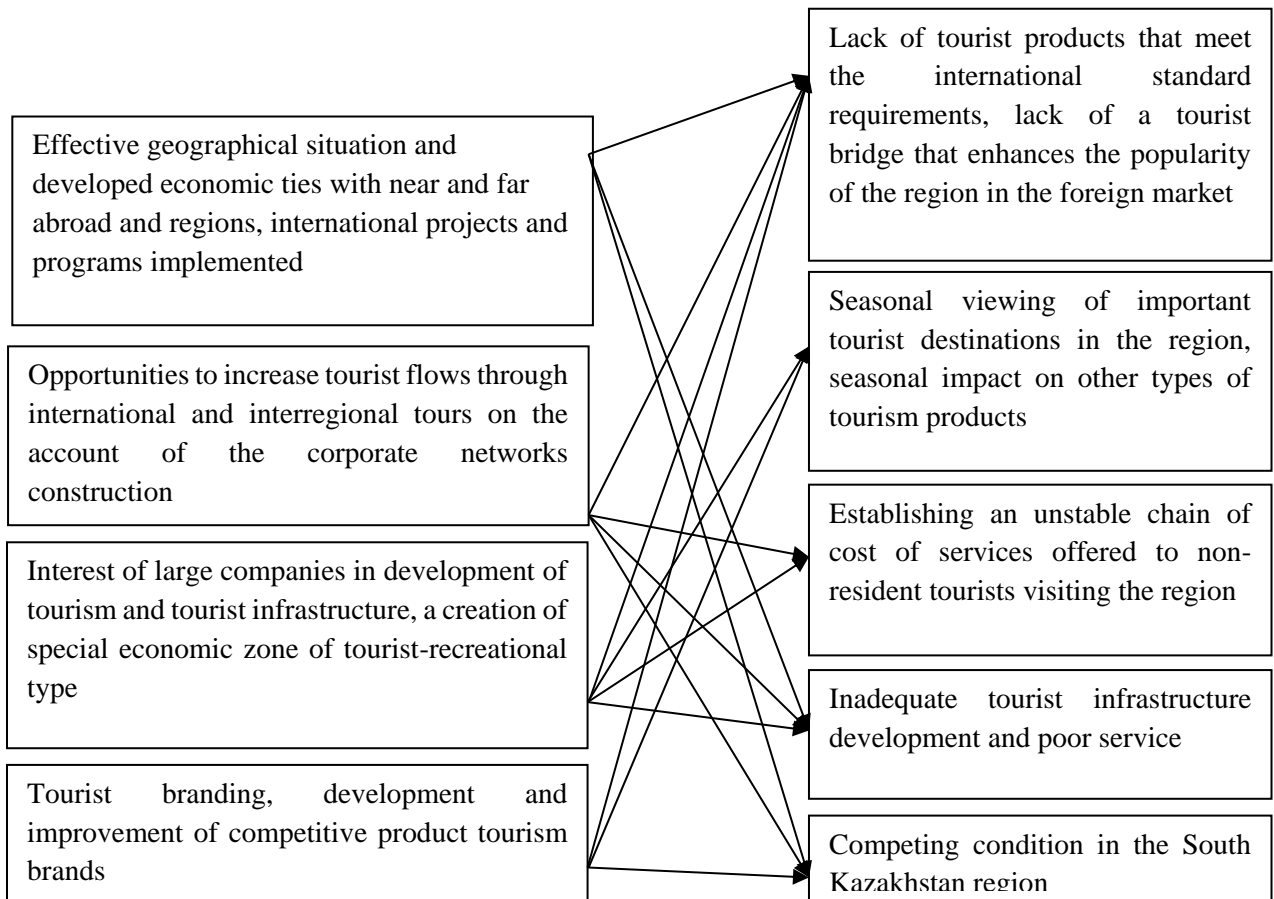 Effective geographical situation and
developed economic ties with near and far
abroad and regions, international projects and
programs implemented
Opportunities to increase tourist flows through
international and interregional tours on the
account of the corporate networks
construction
Interest of large companies in development of
tourism and tourist infrastructure, a creation of
special economic zone of tourist-recreational
type
Tourist branding, development and
improvement of competitive product tourism
brands
Lack of tourist products that meet
the international standard
requirements, lack of a tourist
bridge that enhances the popularity
of the region in the foreign market
Seasonal viewing of important
tourist destinations in the region,
seasonal impact on other types of
tourism products
Establishing an unstable chain of
cost of services offered to non-
resident tourists visiting the region
Inadequate tourist infrastructure
development and poor service
Competing condition in the South
Kazakhstan region